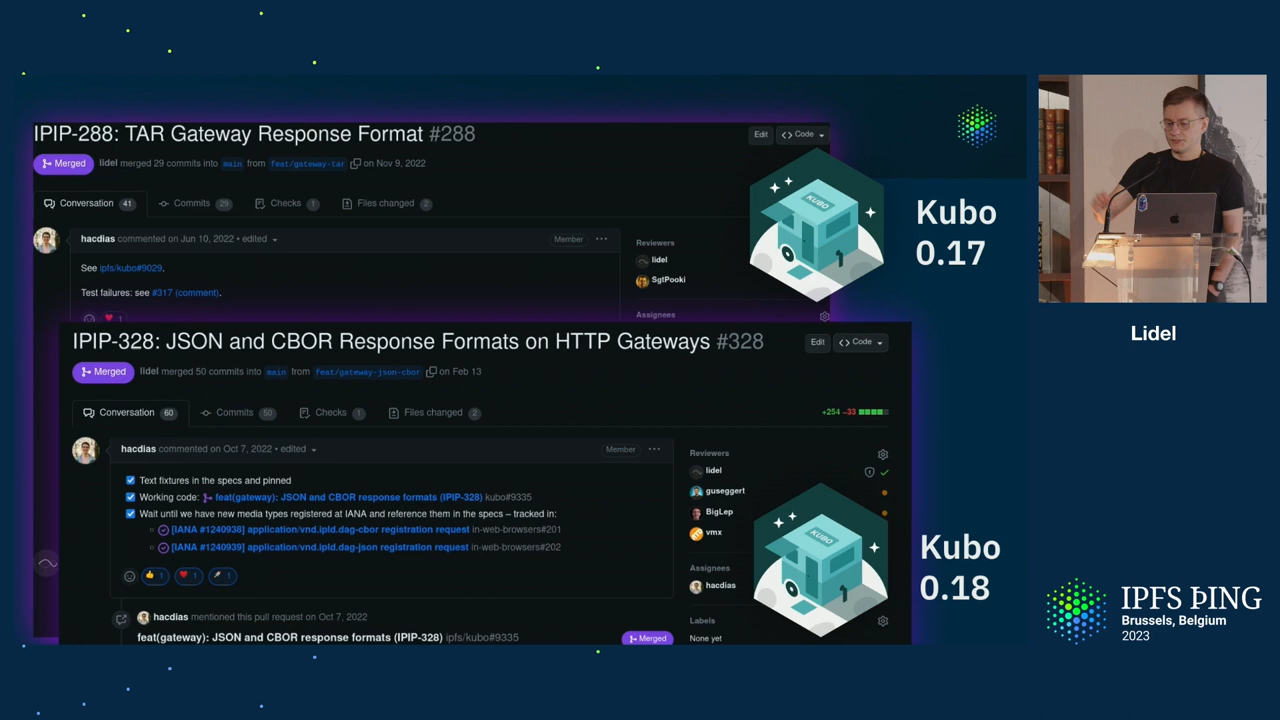 IPIP-288: TAR Gateway Response Format #288
Edit
Code
Merged
lidel merged 29 commits into main from feat/gateway-tar on Nov 9, 2022
Conversation 41
Commits 29
Checks 1
Files changed 2
hacdias commented on Jun 10, 2022 • edited
Member
See ipfs/kubo#9029.
Test failures: see #317 (comment).
1
Reviewers
lidel
SgtPooki
Assignees
KUBO
Kubo
0.17
IPIP-328: JSON and CBOR Response Formats on HTTP Gateways #328
Edit
Code
Merged
lidel merged 50 commits into main from feat/gateway-json-cbor on Feb 13
Conversation 60
Commits 50
Checks 1
Files changed 2
+254 −33
hacdias commented on Oct 7, 2022 • edited
Member
Text fixtures in the specs and pinned
Working code: feat(gateway): JSON and CBOR response formats (IPIP-328) kubo#9335
Wait until we have new media types registered at IANA and reference them in the specs – tracked in:
[IANA #1240938] application/vnd.ipld.dag-cbor registration request in-web-browsers#201
[IANA #1240939] application/vnd.ipld.dag-json registration request in-web-browsers#202
1
1
1
hacdias mentioned this pull request on Oct 7, 2022
feat(gateway): JSON and CBOR response formats (IPIP-328) ipfs/kubo#9335
Merged
Reviewers
lidel
guseggert
BigLep
vmx
Assignees
hacdias
Labels
None yet
KUBO
Kubo
0.18
Lidel
IPFS ÞING
Brussels, Belgium
2023